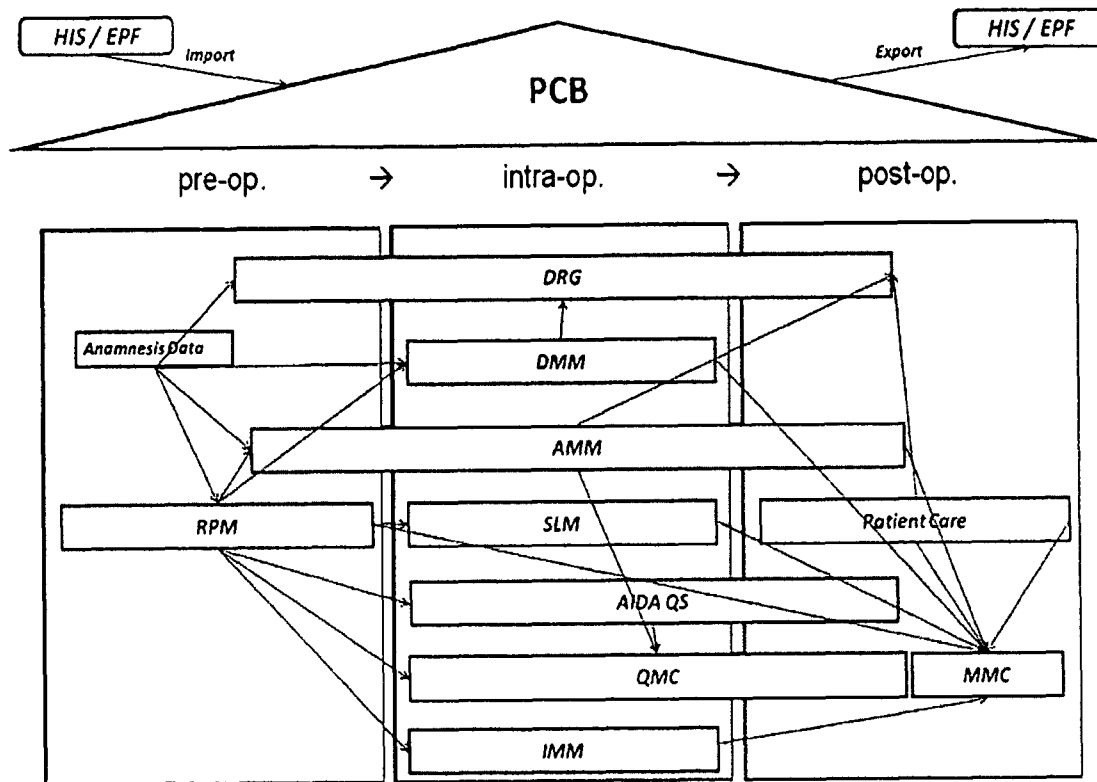 HIS / EPF
HIS / EPF
Import
Export
PCB
pre-op. → intra-op. → post-op.
DRG
Anamnesis Data
DMM
AMM
RPM
SLM
Patient Care
AIDA QS
QMC
MMC
IMM